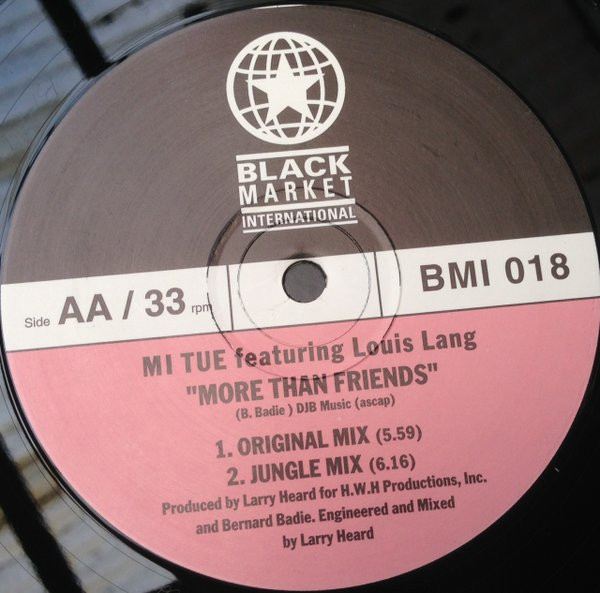 BLACK
MARKET
INTERNATIONAL
Side AA / 33 rpm
BMI 018
MI TUE featuring Louis Lang
"MORE THAN FRIENDS"
(B. Badie ) DJB Music (ascap)
1. ORIGINAL MIX (5.59)
2. JUNGLE MIX (6.16)
Produced by Larry Heard for H.W.H Productions, Inc.
and Bernard Badie. Engineered and Mixed
by Larry Heard